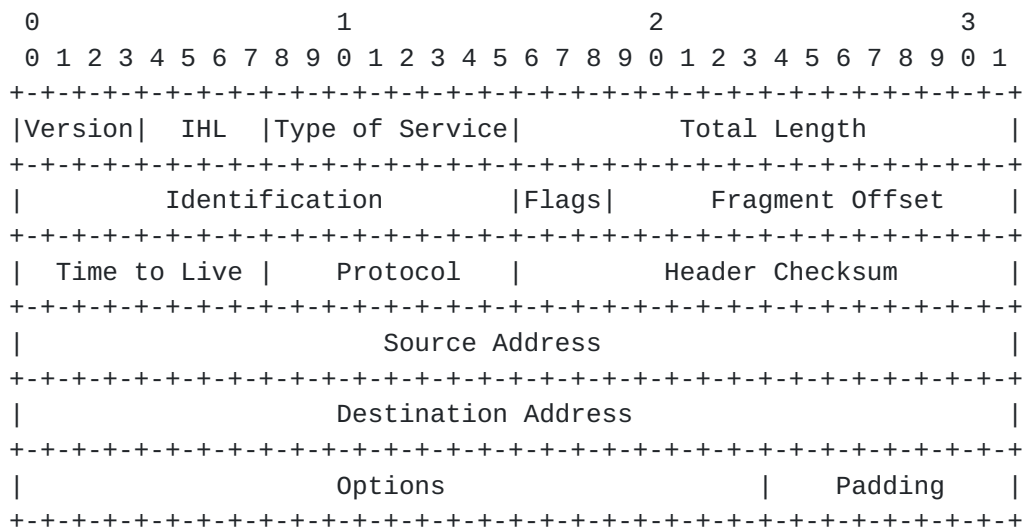 0                   1                   2                   3
 0 1 2 3 4 5 6 7 8 9 0 1 2 3 4 5 6 7 8 9 0 1 2 3 4 5 6 7 8 9 0 1
+-+-+-+-+-+-+-+-+-+-+-+-+-+-+-+-+-+-+-+-+-+-+-+-+-+-+-+-+-+-+-+-+
|Version|  IHL  |Type of Service|          Total Length         |
+-+-+-+-+-+-+-+-+-+-+-+-+-+-+-+-+-+-+-+-+-+-+-+-+-+-+-+-+-+-+-+-+
|         Identification        |Flags|      Fragment Offset    |
+-+-+-+-+-+-+-+-+-+-+-+-+-+-+-+-+-+-+-+-+-+-+-+-+-+-+-+-+-+-+-+-+
|  Time to Live |    Protocol   |         Header Checksum       |
+-+-+-+-+-+-+-+-+-+-+-+-+-+-+-+-+-+-+-+-+-+-+-+-+-+-+-+-+-+-+-+-+
|                       Source Address                          |
+-+-+-+-+-+-+-+-+-+-+-+-+-+-+-+-+-+-+-+-+-+-+-+-+-+-+-+-+-+-+-+-+
|                    Destination Address                        |
+-+-+-+-+-+-+-+-+-+-+-+-+-+-+-+-+-+-+-+-+-+-+-+-+-+-+-+-+-+-+-+-+
|                    Options                    |    Padding    |
+-+-+-+-+-+-+-+-+-+-+-+-+-+-+-+-+-+-+-+-+-+-+-+-+-+-+-+-+-+-+-+-+